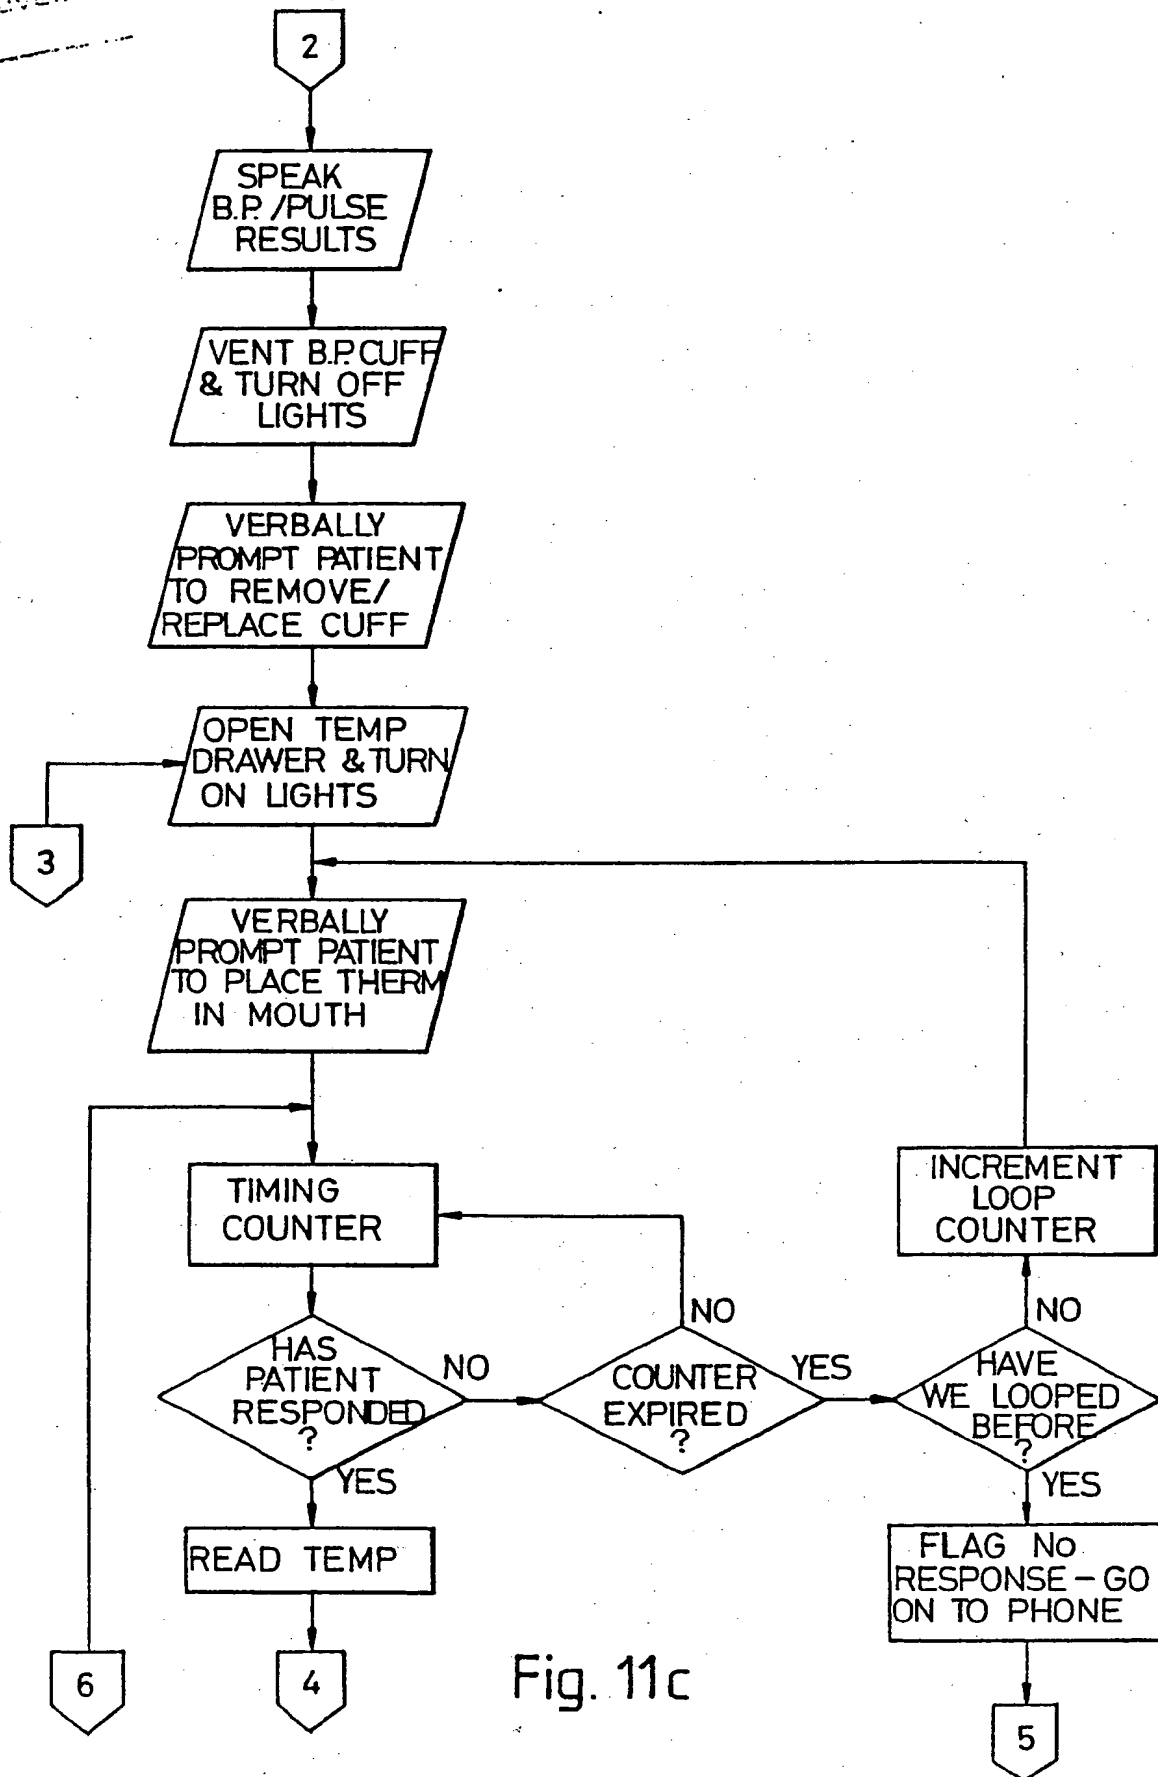 2
SPEAK
B.P./PULSE
RESULTS
VENT B.P. CUFF
& TURN OFF
LIGHTS
VERBALLY
PROMPT PATIENT
TO REMOVE/
REPLACE CUFF
OPEN TEMP
DRAWER & TURN
ON LIGHTS
3
VERBALLY
PROMPT PATIENT
TO PLACE THERM
IN MOUTH
TIMING
COUNTER
INCREMENT
LOOP
COUNTER
HAS
PATIENT
RESPONDED
?
NO
YES
COUNTER
EXPIRED
?
NO
YES
HAVE
WE LOOPED
BEFORE
?
NO
YES
READ TEMP
FLAG No
RESPONSE – GO
ON TO PHONE
6
4
Fig. 11c
5